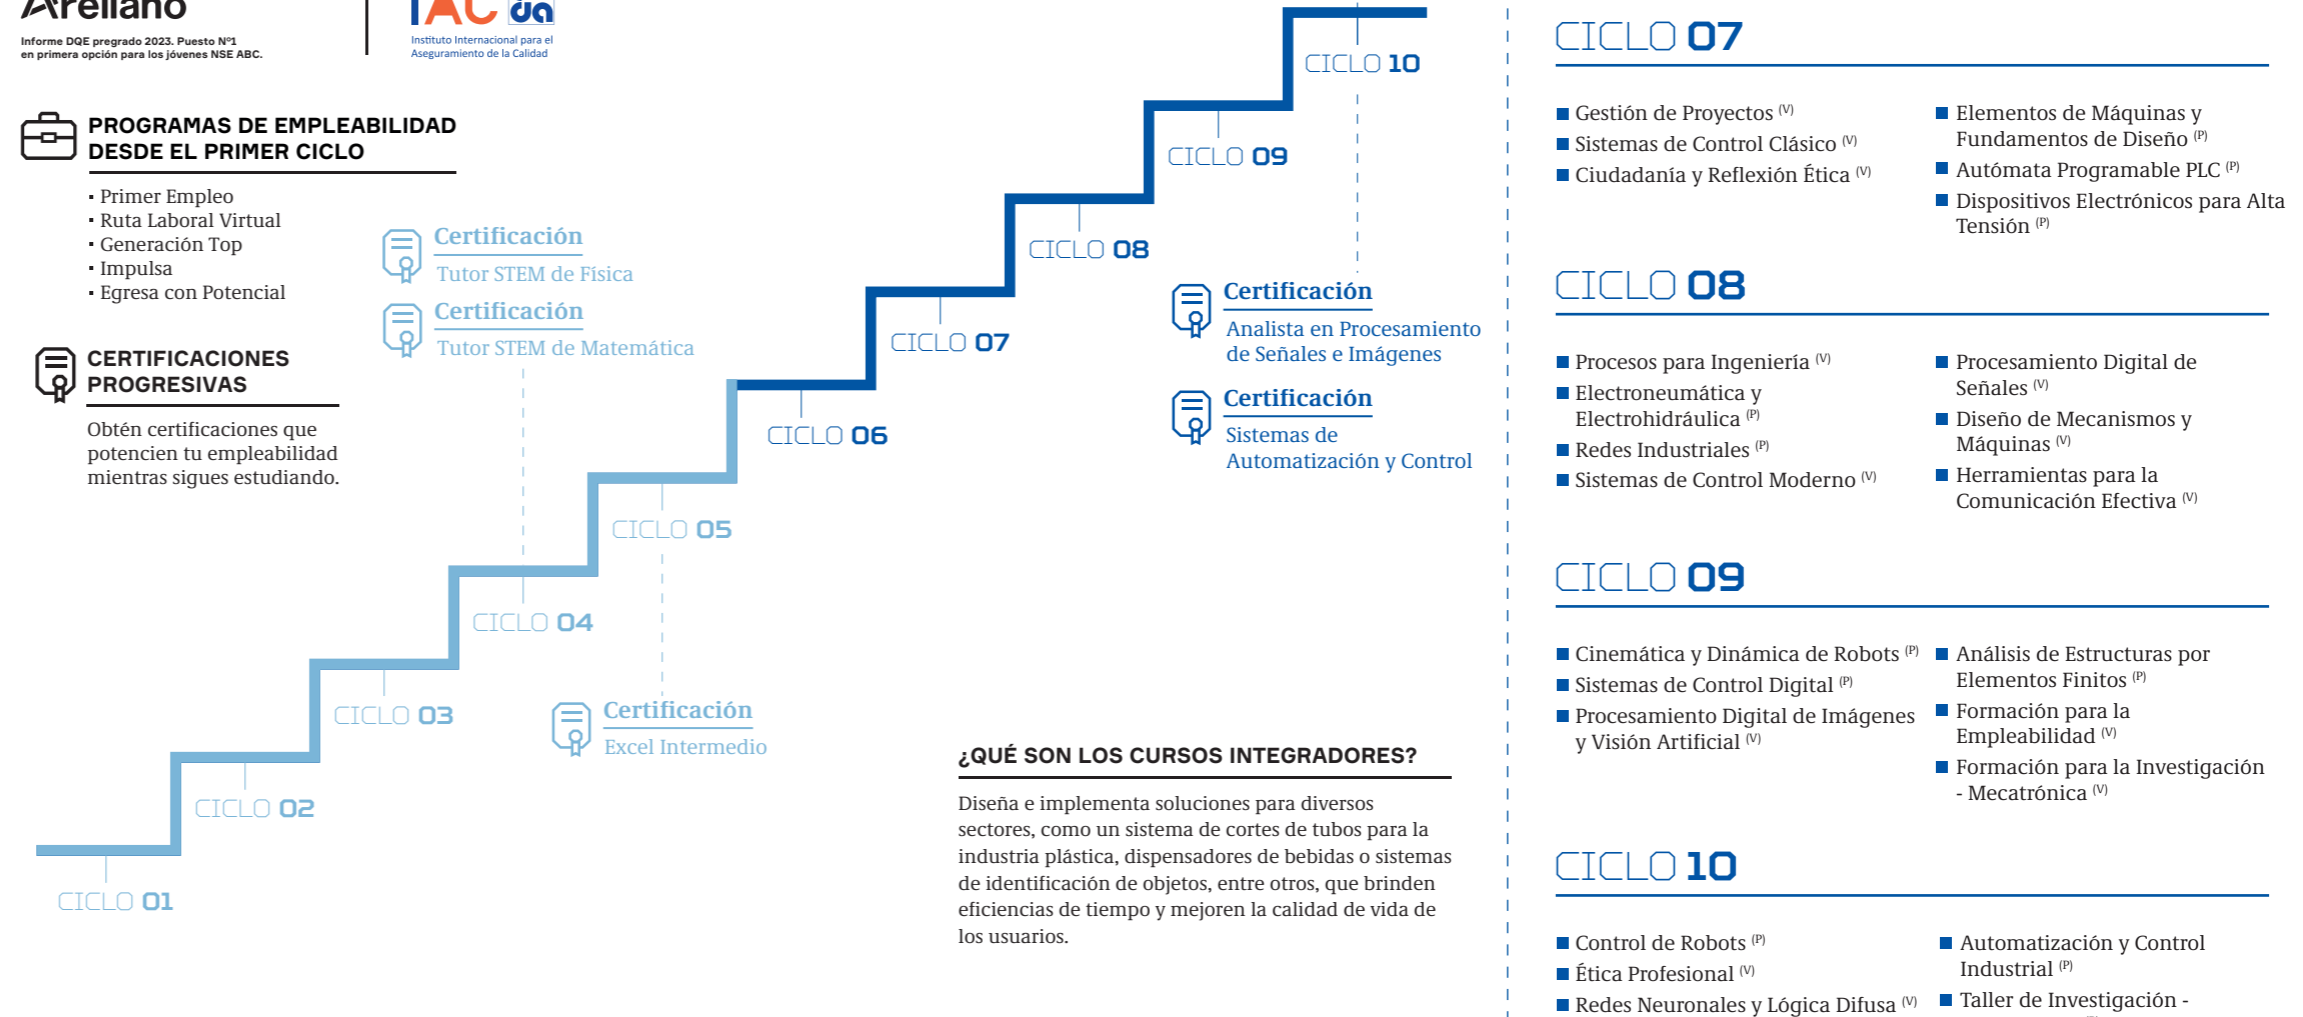 Arellano
Informe DQE pregrado 2023. Puesto Nº1
en primera opción para los jóvenes NSE ABC.
IAC
Instituto Internacional para el
Aseguramiento de la Calidad
PROGRAMAS DE EMPLEABILIDAD
DESDE EL PRIMER CICLO
· Primer Empleo
· Ruta Laboral Virtual
· Generación Top
· Impulsa
· Egresa con Potencial
CERTIFICACIONES
PROGRESIVAS
Obtén certificaciones que
potencien tu empleabilidad
mientras sigues estudiando.
Certificación
Tutor STEM de Física
Certificación
Tutor STEM de Matemática
CICLO 01
CICLO 02
CICLO 03
CICLO 04
CICLO 05
Certificación
Excel Intermedio
CICLO 06
CICLO 07
CICLO 08
CICLO 09
CICLO 10
Certificación
Analista en Procesamiento
de Señales e Imágenes
Certificación
Sistemas de
Automatización y Control
¿QUÉ SON LOS CURSOS INTEGRADORES?
Diseña e implementa soluciones para diversos
sectores, como un sistema de cortes de tubos para la
industria plástica, dispensadores de bebidas o sistemas
de identificación de objetos, entre otros, que brinden
eficiencias de tiempo y mejoren la calidad de vida de
los usuarios.
CICLO 07
Gestión de Proyectos (V)
Sistemas de Control Clásico (V)
Ciudadanía y Reflexión Ética (V)
Elementos de Máquinas y
Fundamentos de Diseño (P)
Autómata Programable PLC (P)
Dispositivos Electrónicos para Alta
Tensión (P)
CICLO 08
Procesos para Ingeniería (V)
Electroneumática y
Electrohidráulica (P)
Redes Industriales (P)
Sistemas de Control Moderno (V)
Procesamiento Digital de
Señales (V)
Diseño de Mecanismos y
Máquinas (V)
Herramientas para la
Comunicación Efectiva (V)
CICLO 09
Cinemática y Dinámica de Robots (P)
Sistemas de Control Digital (P)
Procesamiento Digital de Imágenes
y Visión Artificial (V)
Análisis de Estructuras por
Elementos Finitos (P)
Formación para la
Empleabilidad (V)
Formación para la Investigación
- Mecatrónica (V)
CICLO 10
Control de Robots (P)
Ética Profesional (V)
Redes Neuronales y Lógica Difusa (V)
Automatización y Control
Industrial (P)
Taller de Investigación -